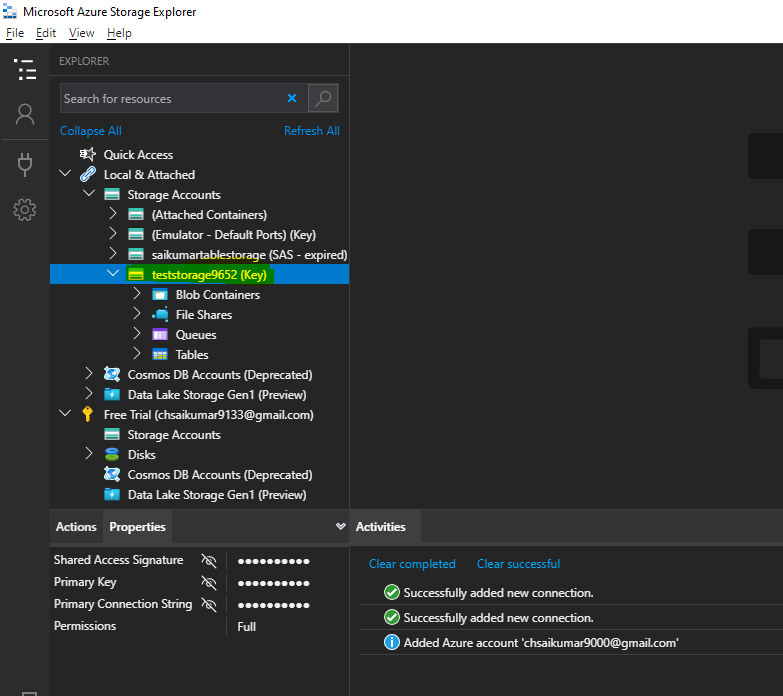 Microsoft Azure Storage Explorer
File Edit View Help
EXPLORER
Search for resources
Collapse All Refresh All
Quick Access
Local & Attached
Storage Accounts
(Attached Containers)
(Emulator - Default Ports) (Key)
saikumartablestorage (SAS - expired)
teststorage9652 (Key)
Blob Containers
File Shares
Queues
Tables
Cosmos DB Accounts (Deprecated)
Data Lake Storage Gen1 (Preview)
Free Trial (chsaikumar9133@gmail.com)
Storage Accounts
Disks
Cosmos DB Accounts (Deprecated)
Data Lake Storage Gen1 (Preview)
Actions Properties
Shared Access Signature ••••••••••
Primary Key ••••••••••
Primary Connection String ••••••••••
Permissions Full
Activities
Clear completed Clear successful
Successfully added new connection.
Successfully added new connection.
Added Azure account 'chsaikumar9000@gmail.com'